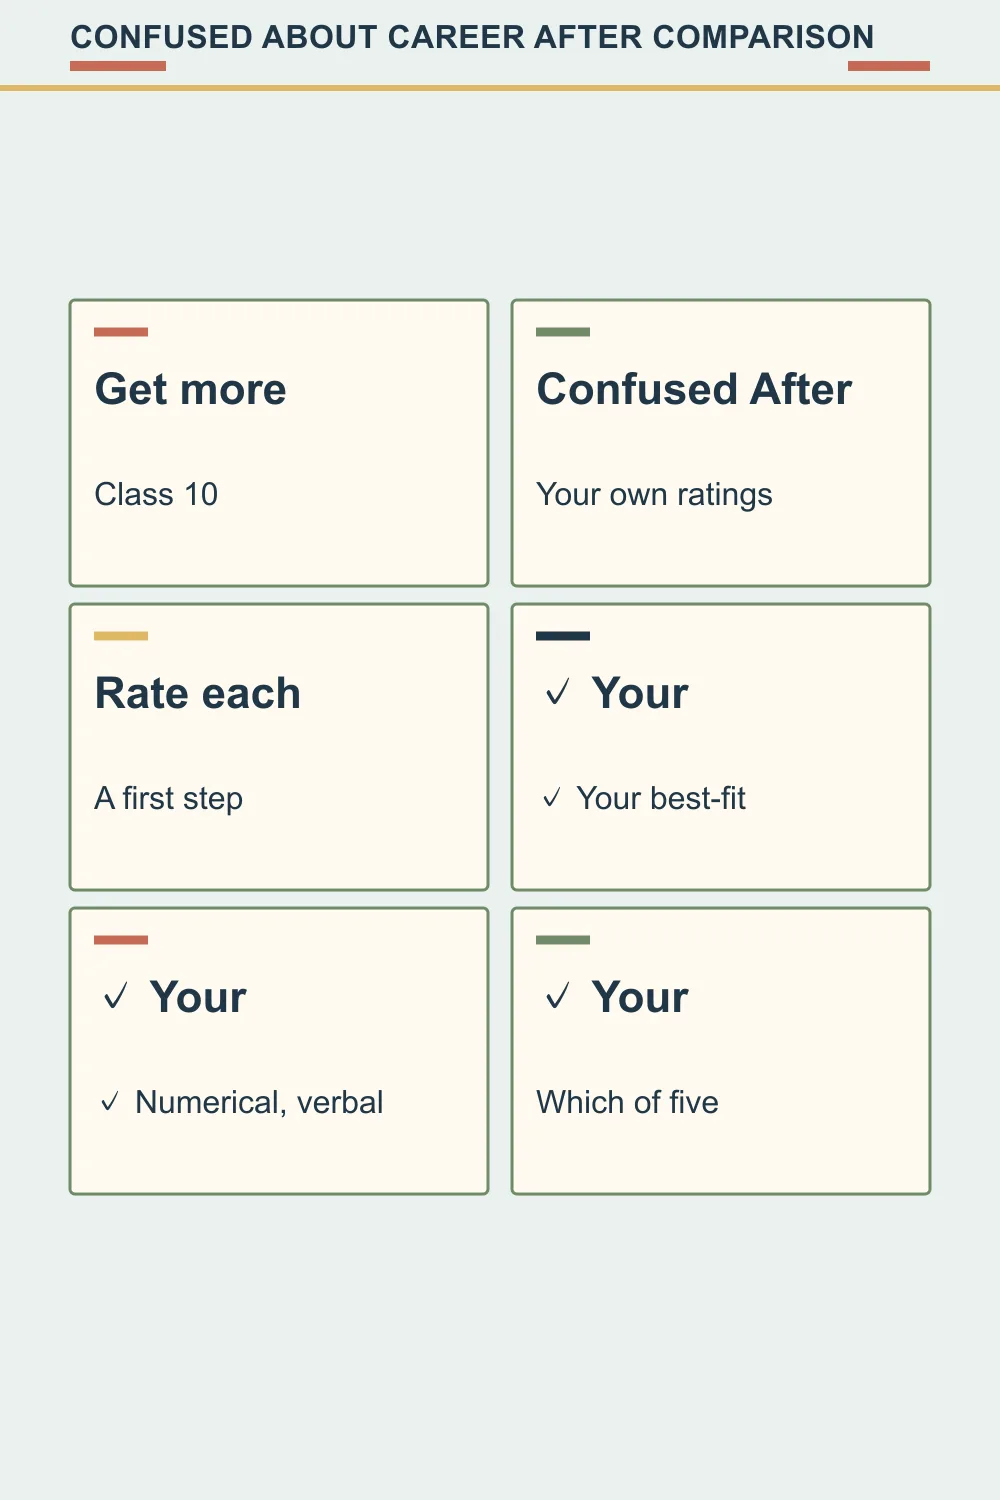 CONFUSED ABOUT CAREER AFTER COMPARISON
Get more
Class 10
Confused After
Your own ratings
Rate each
A first step
✓ Your
✓ Your best-fit
✓ Your
✓ Numerical, verbal
✓ Your
Which of five